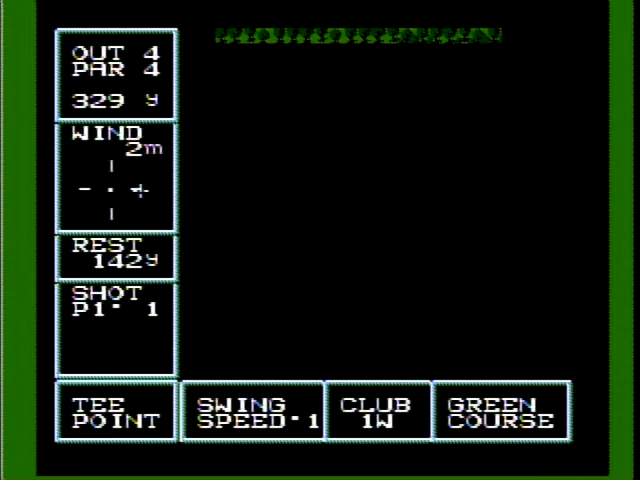 OUT 4
PAR 4
329 y
WIND
2m
REST
142y
SHOT
P1· 1
TEE
POINT
SWING
SPEED·1
CLUB
1W
GREEN
COURSE